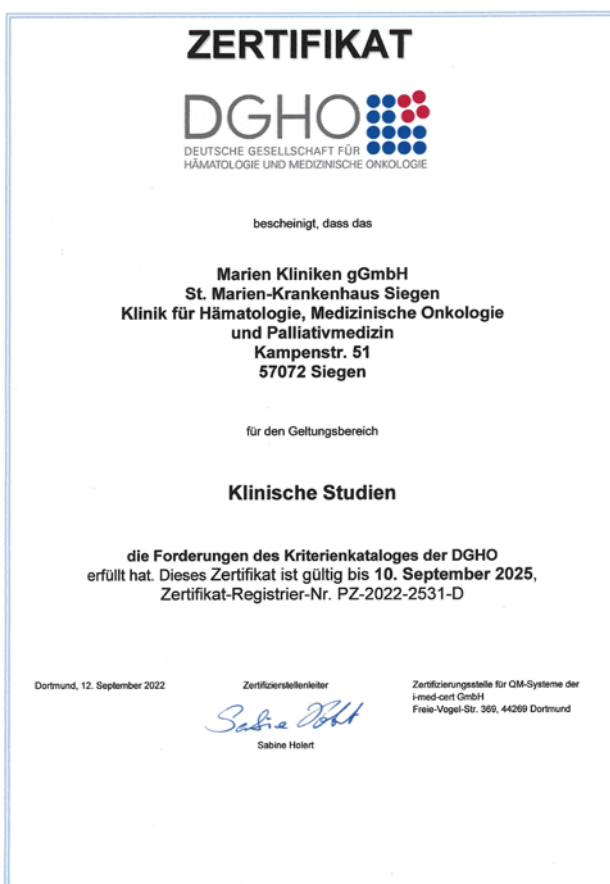 ZERTIFIKAT
DGHO
DEUTSCHE GESELLSCHAFT FÜR
HÄMATOLOGIE UND MEDIZINISCHE ONKOLOGIE
bescheinigt, dass das
Marien Kliniken gGmbH
St. Marien-Krankenhaus Siegen
Klinik für Hämatologie, Medizinische Onkologie
und Palliativmedizin
Kampenstr. 51
57072 Siegen
für den Geltungsbereich
Klinische Studien
die Forderungen des Kriterienkataloges der DGHO
erfüllt hat. Dieses Zertifikat ist gültig bis 10. September 2025,
Zertifikat-Registrier-Nr. PZ-2022-2531-D
Dortmund, 12. September 2022
Zertifizierstellenleiter
Sabine Holert
Zertifizierungsstelle für QM-Systeme der
i-med-cert GmbH
Freie-Vogel-Str. 369, 44269 Dortmund